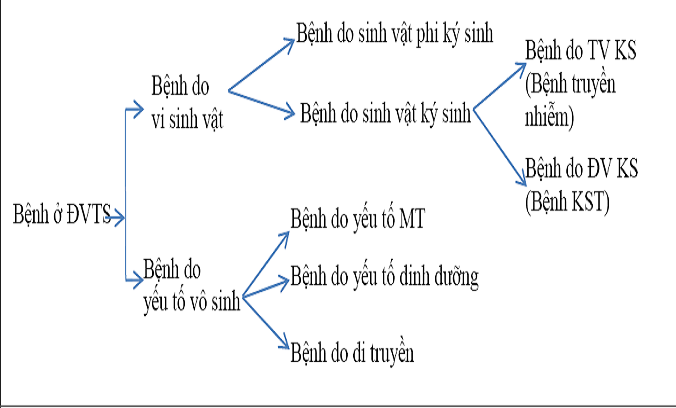 Bệnh ở ĐVTS
Bệnh do
vi sinh vật
Bệnh do sinh vật phi ký sinh
Bệnh do sinh vật ký sinh
Bệnh do TV KS
(Bệnh truyền
nhiễm)
Bệnh do ĐV KS
(Bệnh KST)
Bệnh do
yếu tố vô sinh
Bệnh do yếu tố MT
Bệnh do yếu tố dinh dưỡng
Bệnh do di truyền